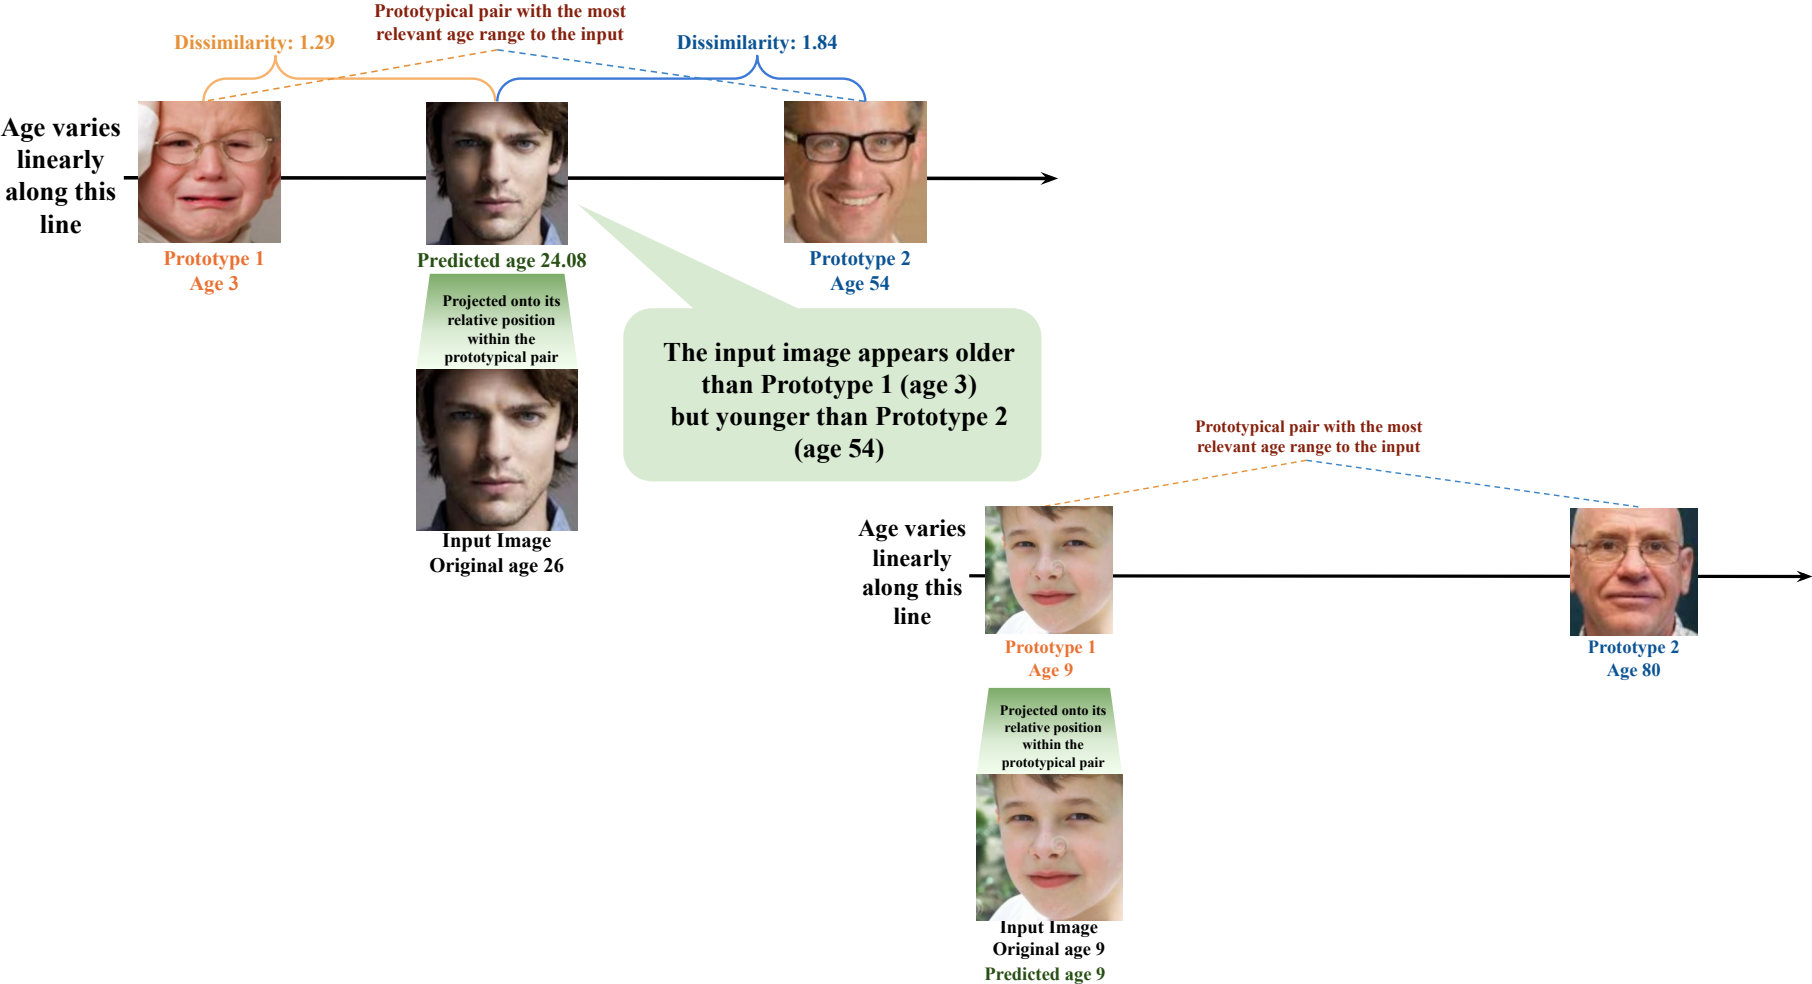 Prototypical pair with the most
relevant age range to the input
Dissimilarity: 1.29
Dissimilarity: 1.84
Age varies
linearly
along this
line
Prototype 1
Age 3
Predicted age 24.08
Prototype 2
Age 54
Projected onto its
relative position
within the
prototypical pair
The input image appears older
than Prototype 1 (age 3)
but younger than Prototype 2
(age 54)
Input Image
Original age 26
Prototypical pair with the most
relevant age range to the input
Age varies
linearly
along this
line
Prototype 1
Age 9
Prototype 2
Age 80
Projected onto its
relative position
within the
prototypical pair
Input Image
Original age 9
Predicted age 9